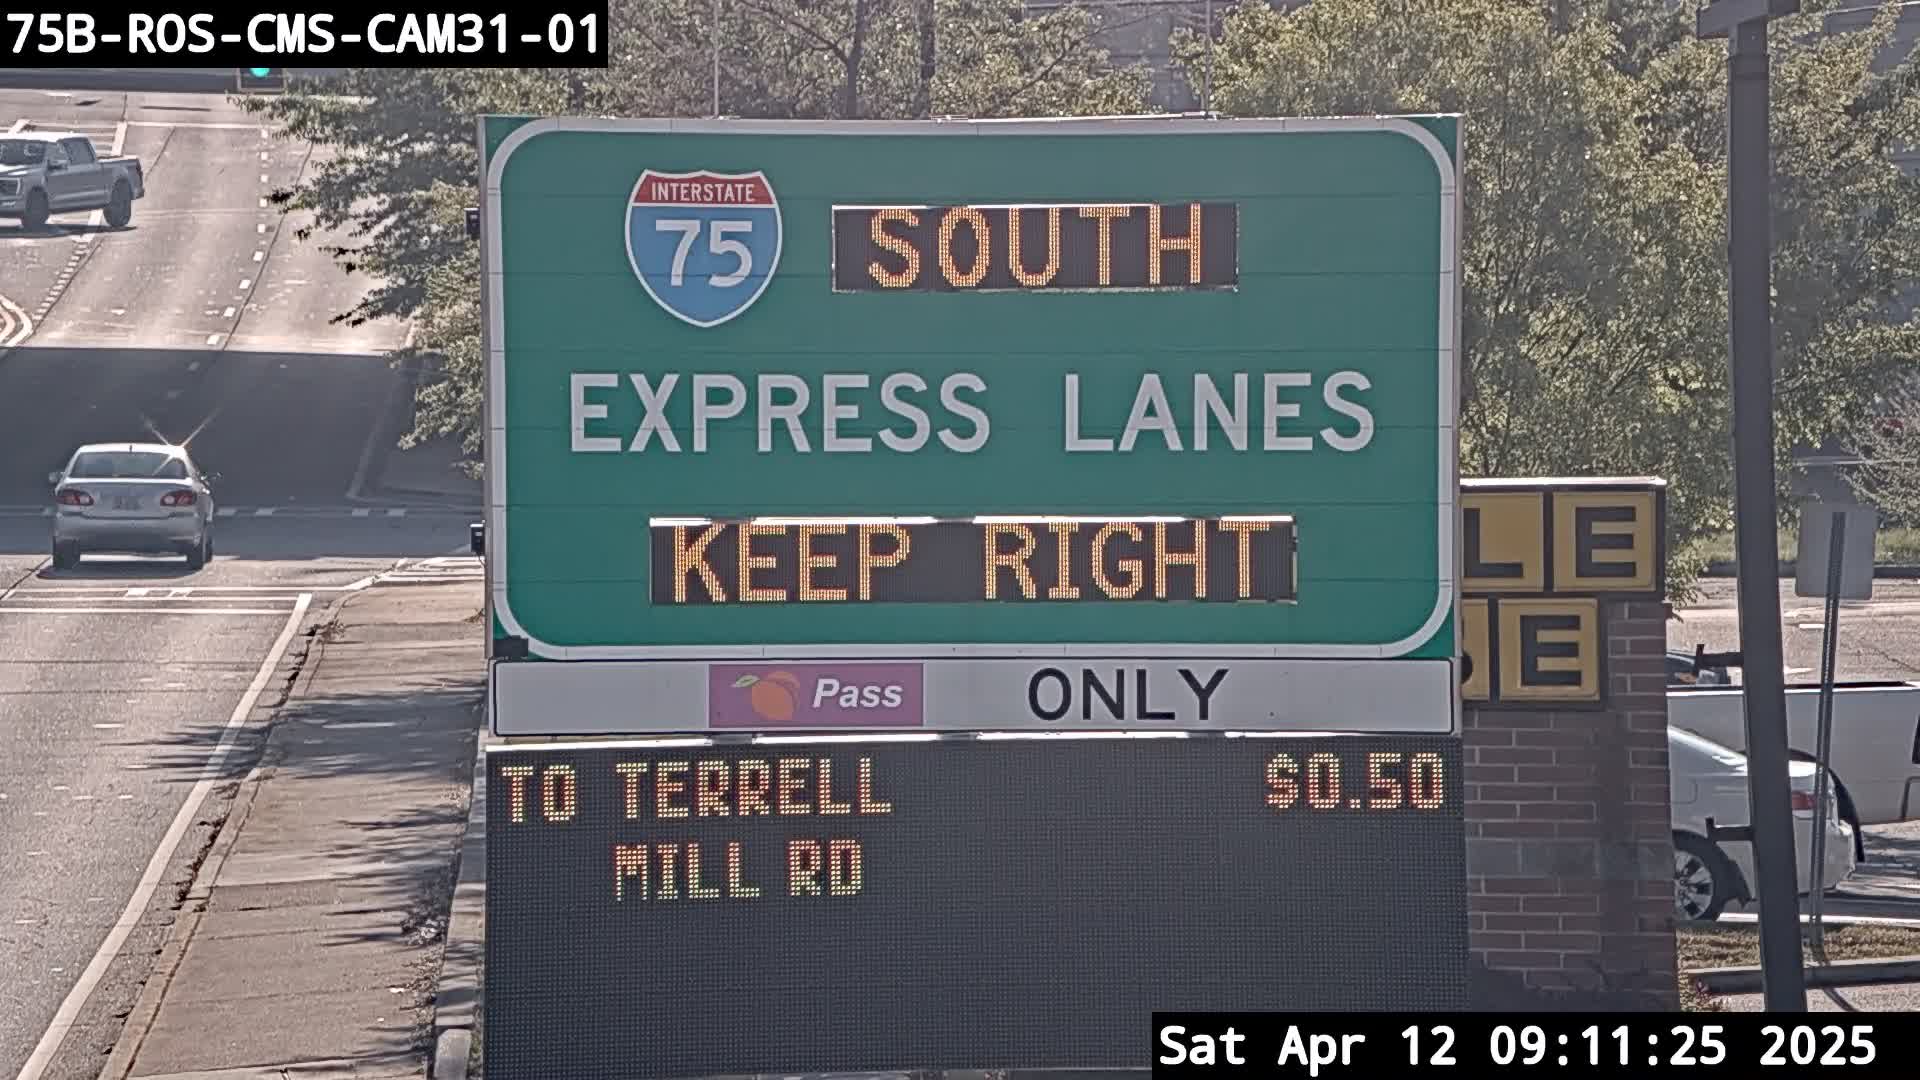 75B-ROS-CMS-CAM31-01
INTERSTATE
75
SOUTH
EXPRESS LANES
KEEP RIGHT
Pass ONLY
TO TERRELL $0.50
MILL RD
LE
E
Sat Apr 12 09:11:25 2025